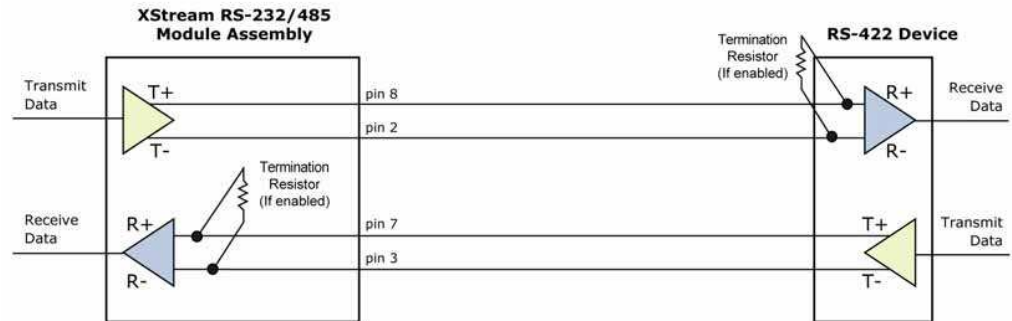 XStream RS-232/485
Module Assembly
RS-422 Device
Termination
Resistor
(If enabled)
Transmit
Data
T+
T-
pin 8
pin 2
R+
R-
Receive
Data
Termination
Resistor
(If enabled)
Receive
Data
R+
R-
pin 7
pin 3
T+
T-
Transmit
Data